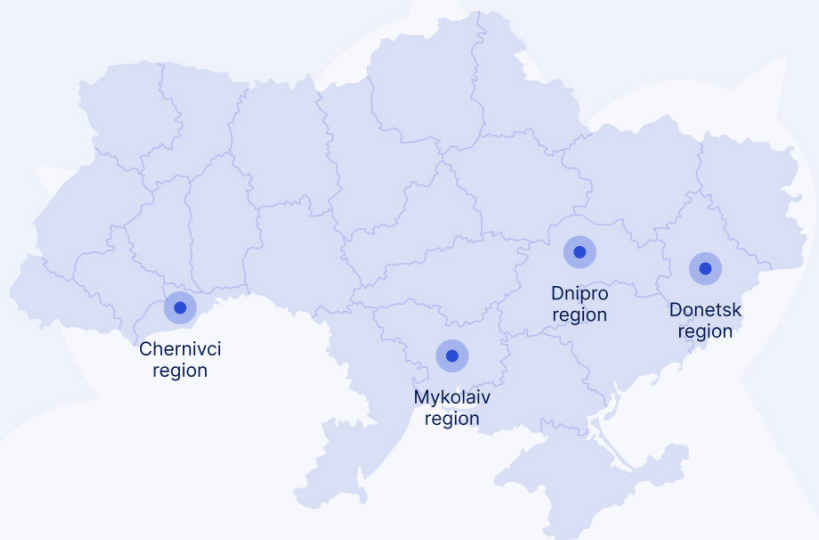 Dnipro
region
Donetsk
region
Chernivci
region
Mykolaiv
region